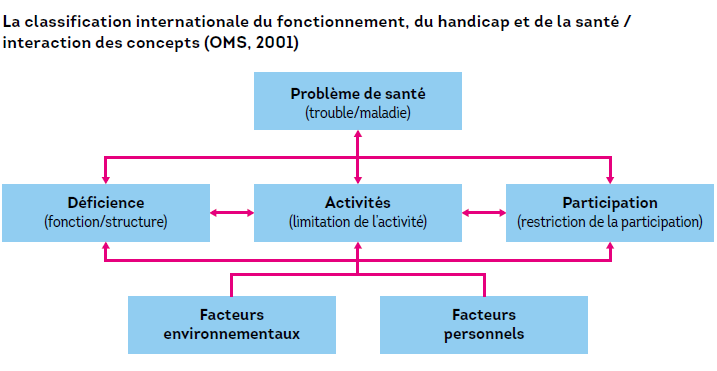 La classification internationale du fonctionnement, du handicap et de la santé /
interaction des concepts (OMS, 2001)
Problème de santé
(trouble/maladie)
Déficience
(fonction/structure)
Activités
(limitation de l'activité)
Participation
(restriction de la participation)
Facteurs
environnementaux
Facteurs
personnels